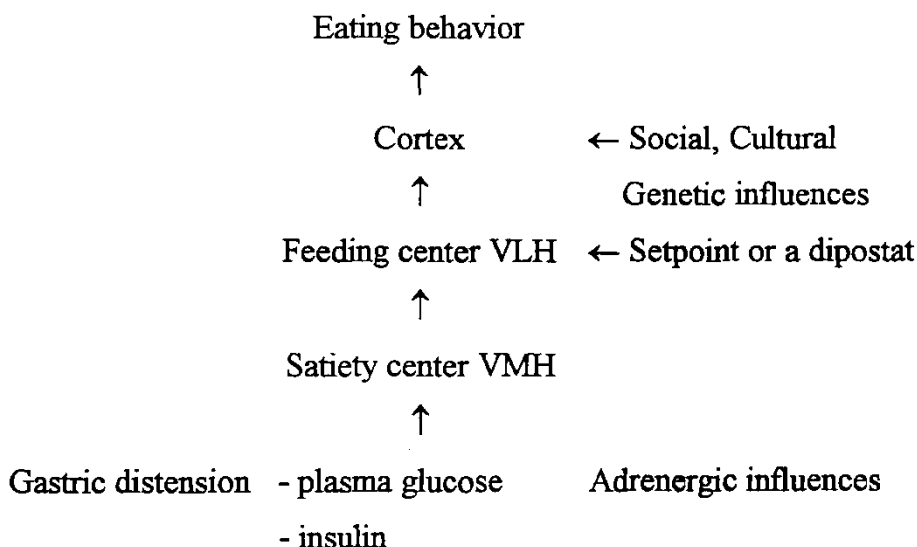 Eating behavior
↑
Cortex ← Social, Cultural
↑ Genetic influences
Feeding center VLH ← Setpoint or a dipostat
↑
Satiety center VMH
↑
Gastric distension - plasma glucose Adrenergic influences
- insulin